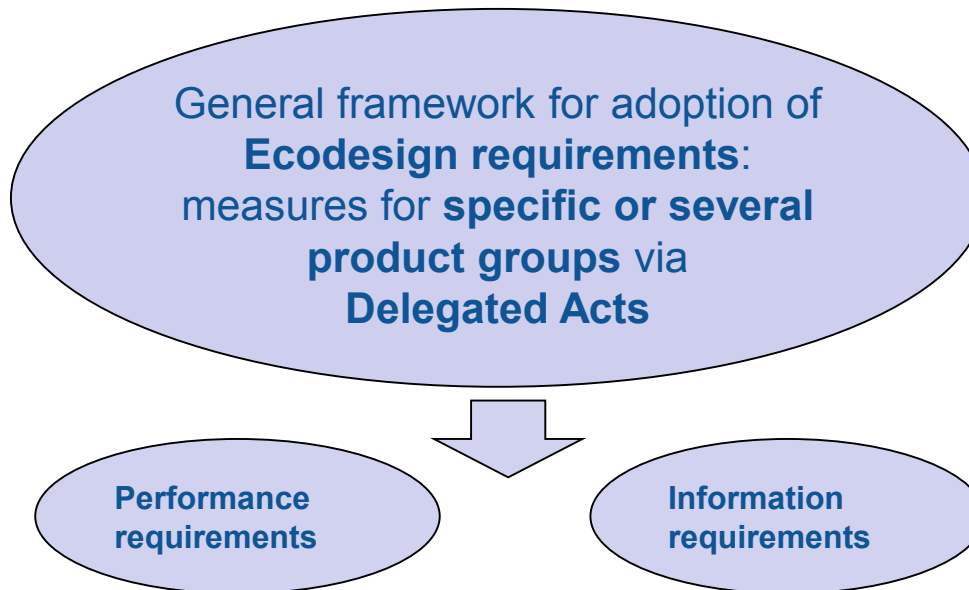 General framework for adoption of
Ecodesign requirements:
measures for specific or several
product groups via
Delegated Acts
Performance
requirements
Information
requirements